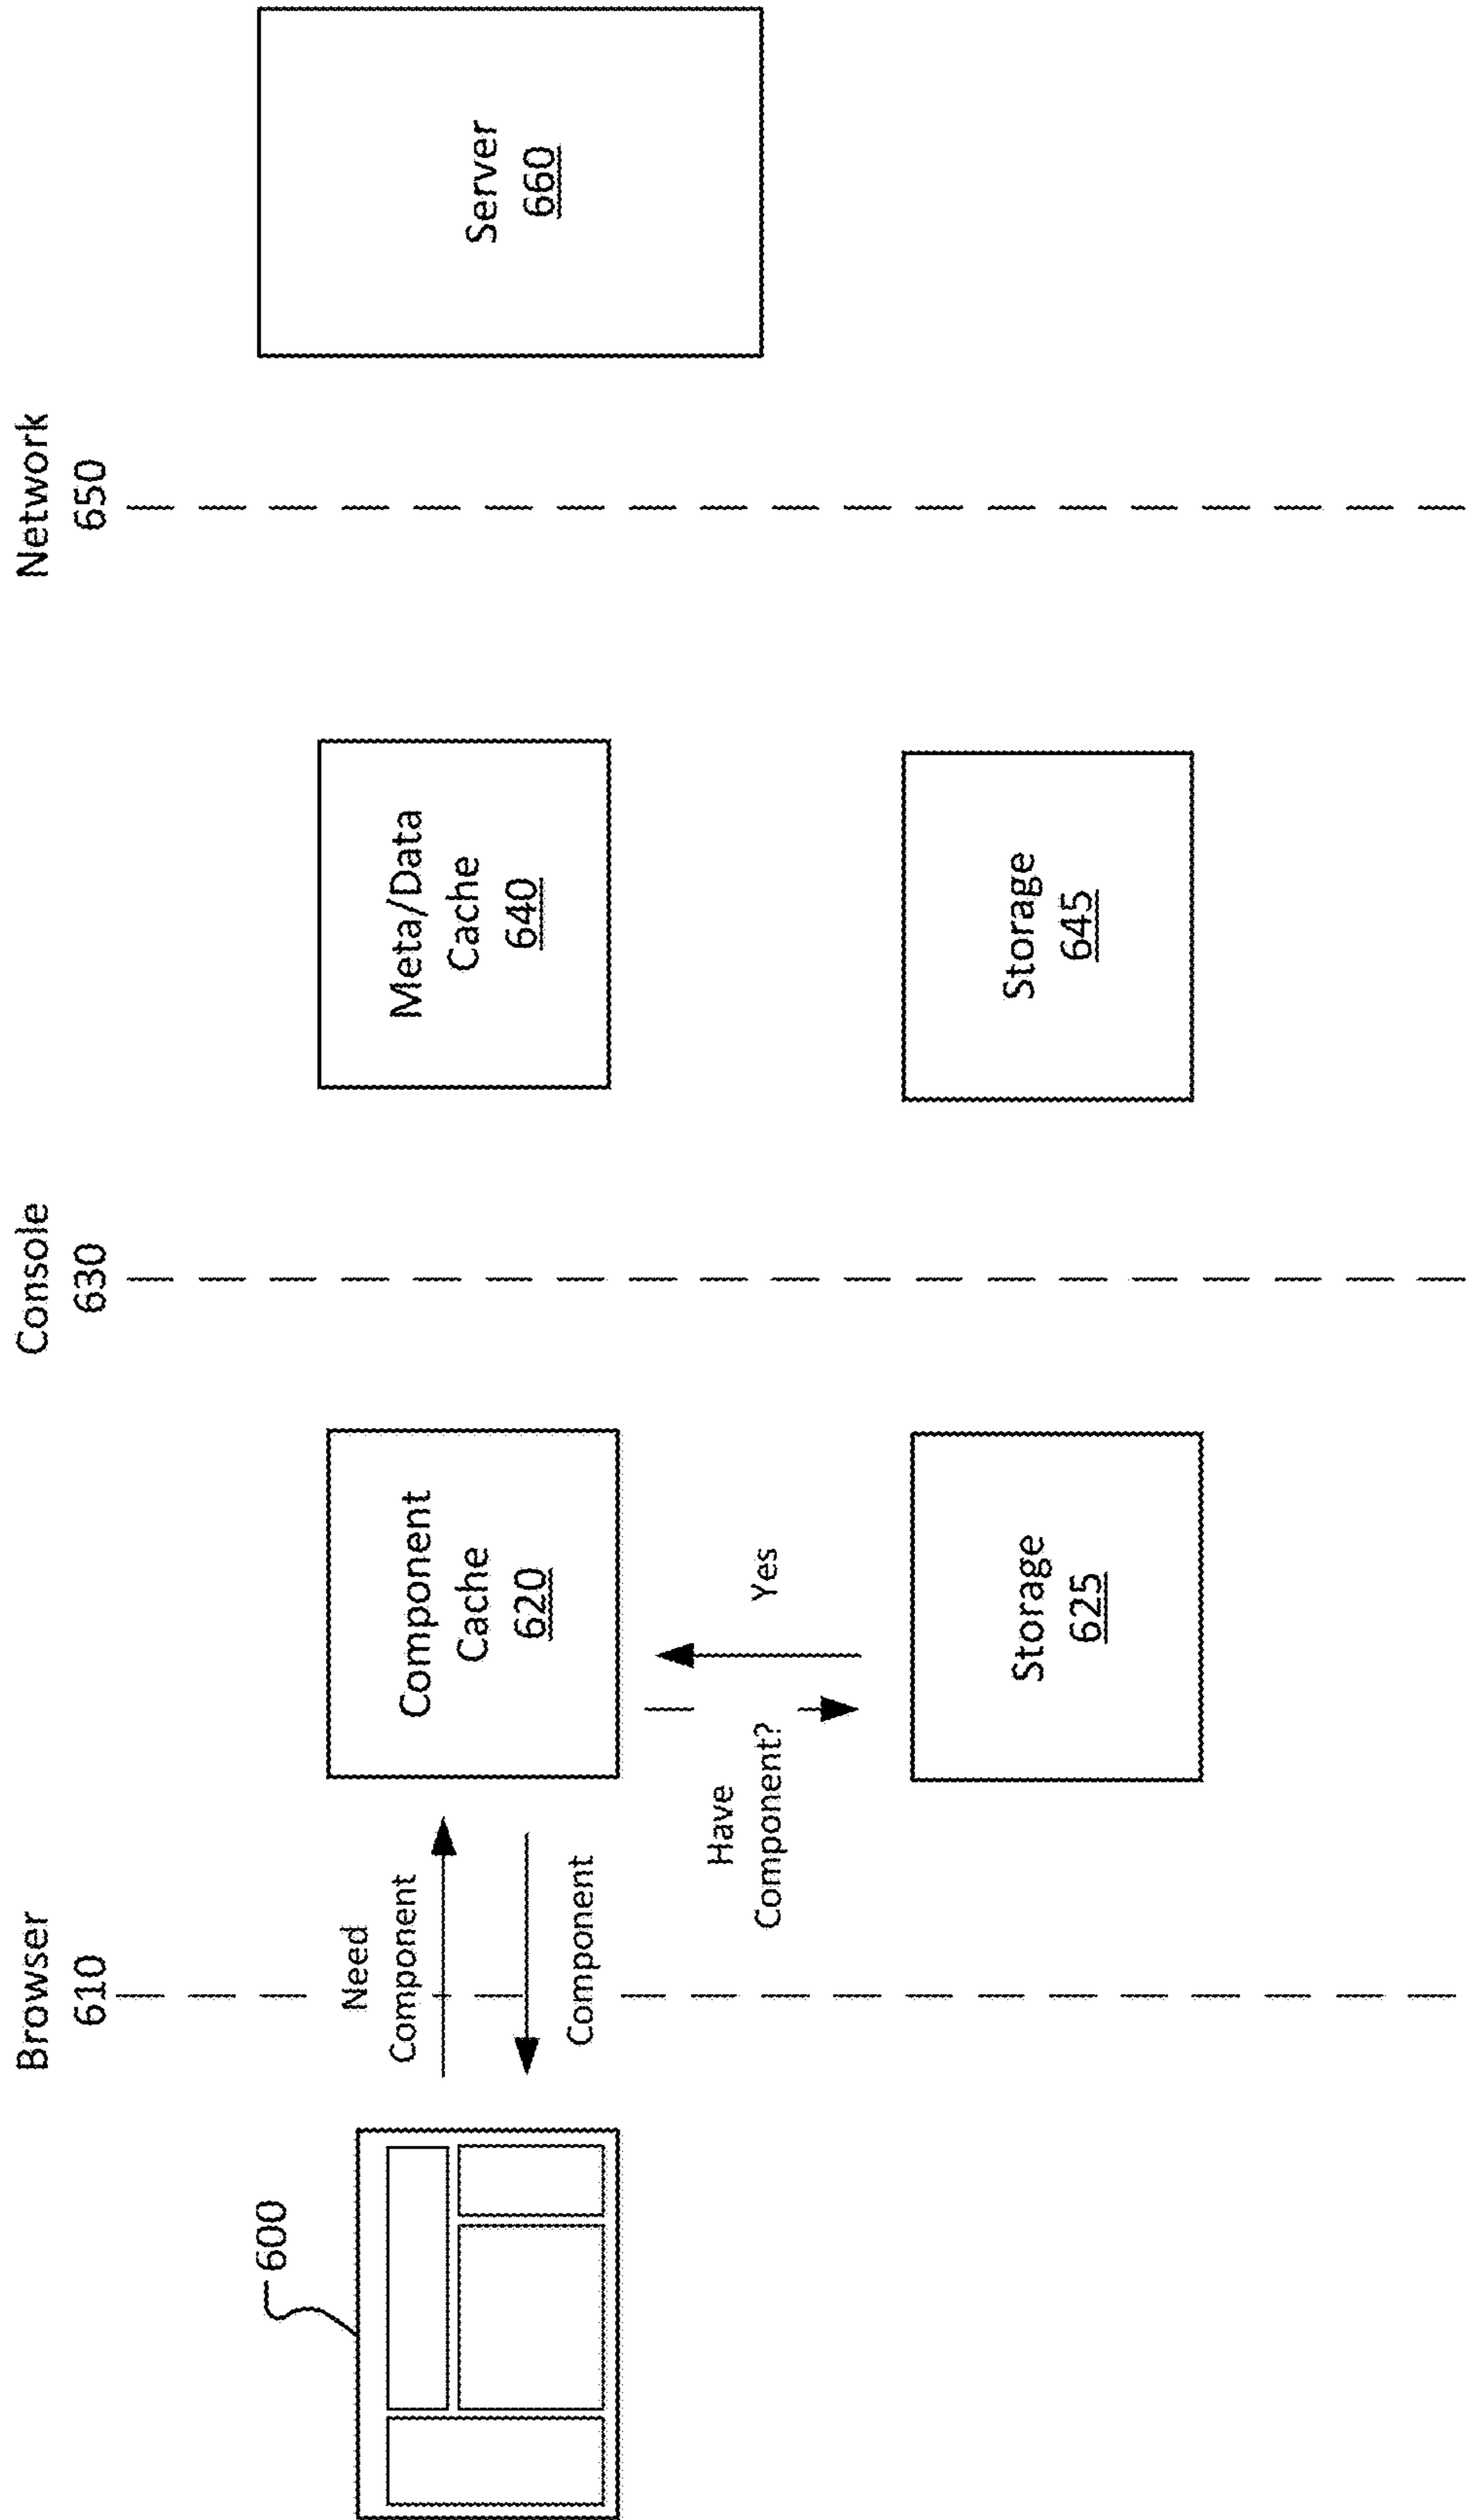 Browser
610
Console
630
Network
650
600
Need
Component
Component
Component
Cache
620
Have
Component?
Yes
Storage
625
Meta/Data
Cache
640
Storage
645
Server
660